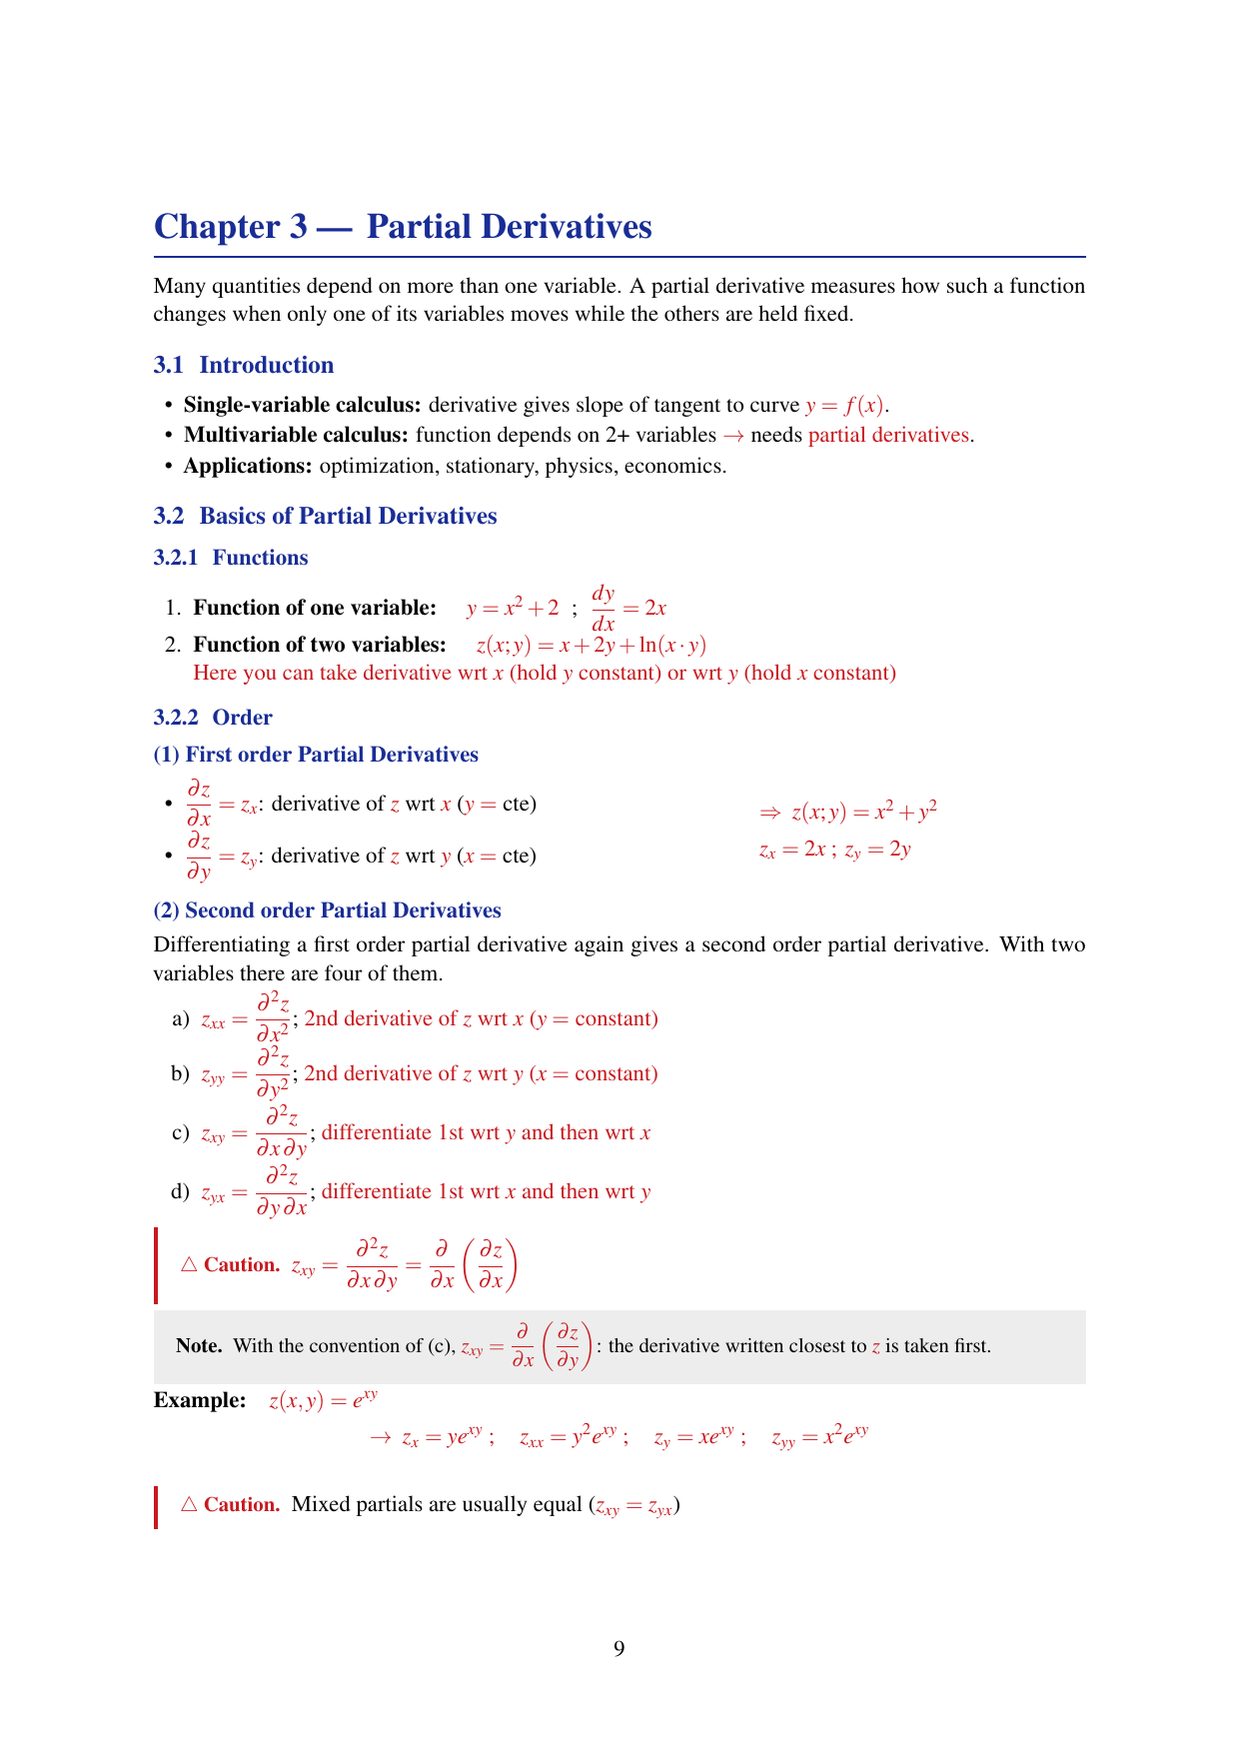 Chapter 3 — Partial Derivatives
Many quantities depend on more than one variable. A partial derivative measures how such a function
changes when only one of its variables moves while the others are held fixed.
3.1 Introduction
• Single-variable calculus: derivative gives slope of tangent to curve y = f(x).
• Multivariable calculus: function depends on 2+ variables → needs partial derivatives.
• Applications: optimization, stationary, physics, economics.
3.2 Basics of Partial Derivatives
3.2.1 Functions
1. Function of one variable: y = x² + 2 ; dy/dx = 2x
2. Function of two variables: z(x;y) = x + 2y + ln(x · y)
Here you can take derivative wrt x (hold y constant) or wrt y (hold x constant)
3.2.2 Order
(1) First order Partial Derivatives
• ∂z/∂x = z_x: derivative of z wrt x (y = cte)
• ∂z/∂y = z_y: derivative of z wrt y (x = cte)
⇒ z(x;y) = x² + y²
z_x = 2x ; z_y = 2y
(2) Second order Partial Derivatives
Differentiating a first order partial derivative again gives a second order partial derivative. With two
variables there are four of them.
a) z_xx = ∂²z/∂x²; 2nd derivative of z wrt x (y = constant)
b) z_yy = ∂²z/∂y²; 2nd derivative of z wrt y (x = constant)
c) z_xy = ∂²z/∂x∂y; differentiate 1st wrt y and then wrt x
d) z_yx = ∂²z/∂y∂x; differentiate 1st wrt x and then wrt y
△ Caution. z_xy = ∂²z/∂x∂y = ∂/∂x (∂z/∂x)
Note. With the convention of (c), z_xy = ∂/∂x (∂z/∂y): the derivative written closest to z is taken first.
Example: z(x,y) = e^xy
→ z_x = ye^xy ; z_xx = y²e^xy ; z_y = xe^xy ; z_yy = x²e^xy
△ Caution. Mixed partials are usually equal (z_xy = z_yx)
9